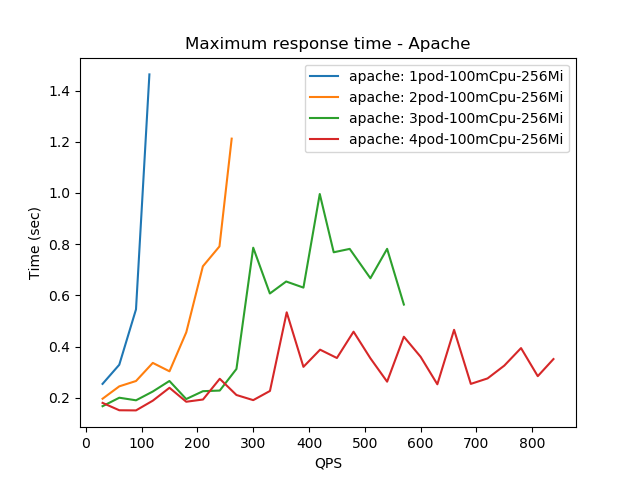 Maximum response time - Apache
apache: 1pod-100mCpu-256Mi
apache: 2pod-100mCpu-256Mi
apache: 3pod-100mCpu-256Mi
apache: 4pod-100mCpu-256Mi
Time (sec)
1.4
1.2
1.0
0.8
0.6
0.4
0.2
0 100 200 300 400 500 600 700 800
QPS